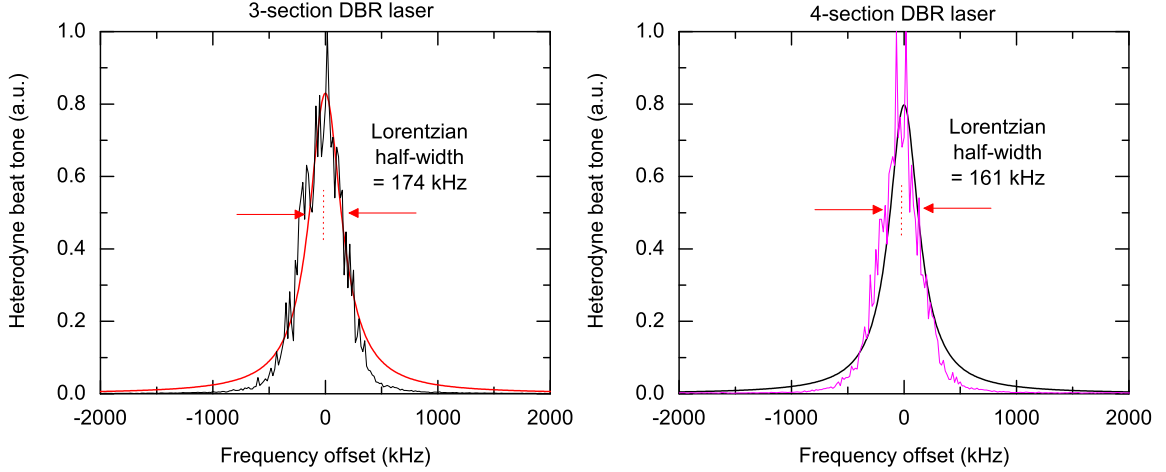 3-section DBR laser
Heterodyne beat tone (a.u.)
1.0
0.8
0.6
0.4
0.2
0.0
Lorentzian
half-width
= 174 kHz
-2000
-1000
0
1000
2000
Frequency offset (kHz)
4-section DBR laser
Heterodyne beat tone (a.u.)
1.0
0.8
0.6
0.4
0.2
0.0
Lorentzian
half-width
= 161 kHz
-2000
-1000
0
1000
2000
Frequency offset (kHz)